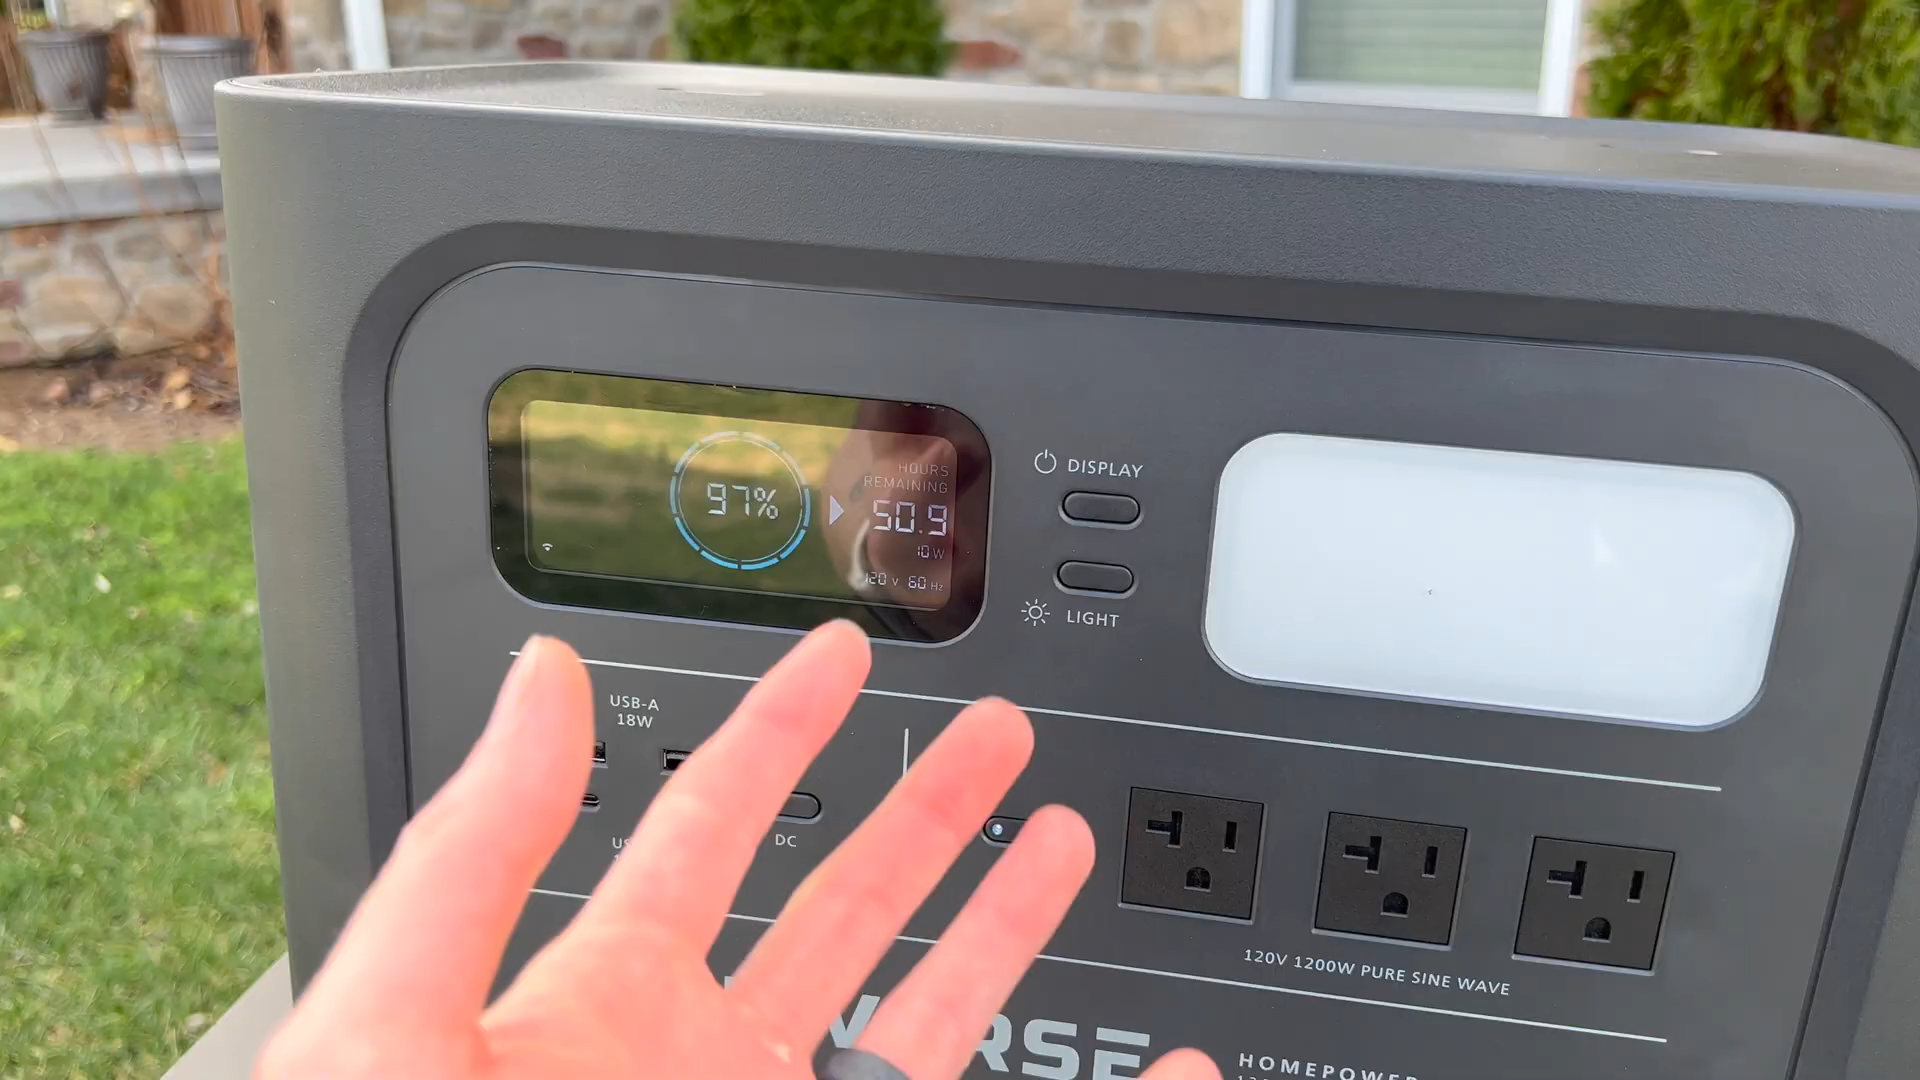 HOURS
REMAINING
97%
50.9
10 W
120 V 60 Hz
DISPLAY
LIGHT
USB-A
18W
DC
120V 1200W PURE SINE WAVE
HOMEPOWER